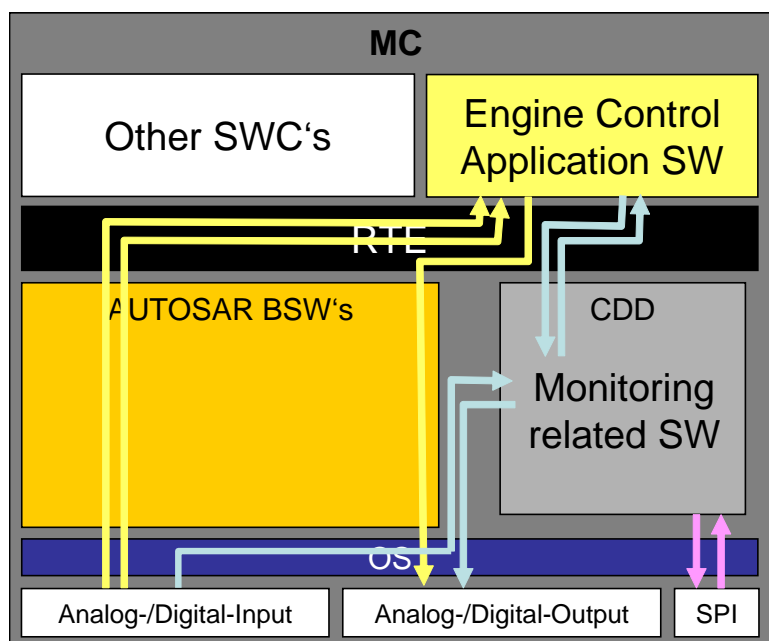 MC
Other SWC‘s
Engine Control
Application SW
RTE
AUTOSAR BSW‘s
CDD
Monitoring
related SW
OS
Analog-/Digital-Input
Analog-/Digital-Output
SPI